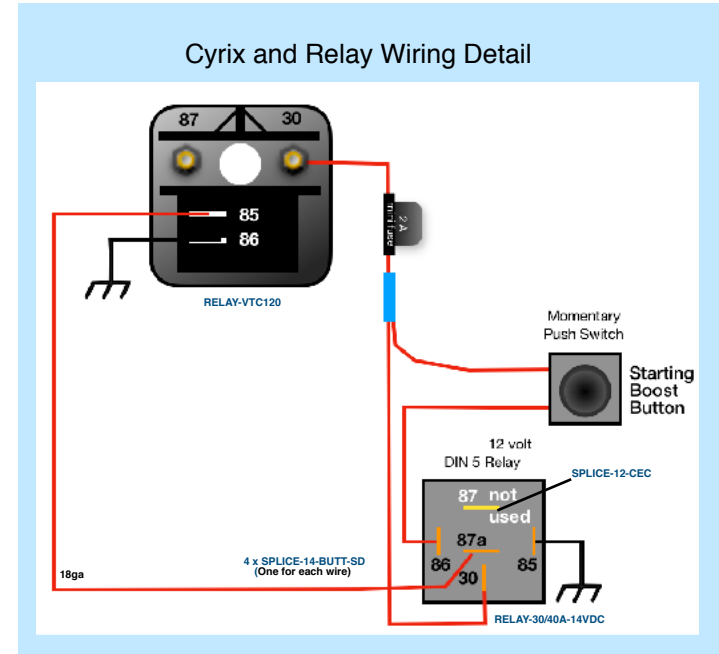 Cyrix and Relay Wiring Detail
87
30
85
86
RELAY-VTC120
2 A
mini fuse
Momentary
Push Switch
Starting
Boost
Button
12 volt
DIN 5 Relay
SPLICE-12-CEC
87 not
used
87a
86
85
30
4 x SPLICE-14-BUTT-SD
(One for each wire)
18ga
RELAY-30/40A-14VDC